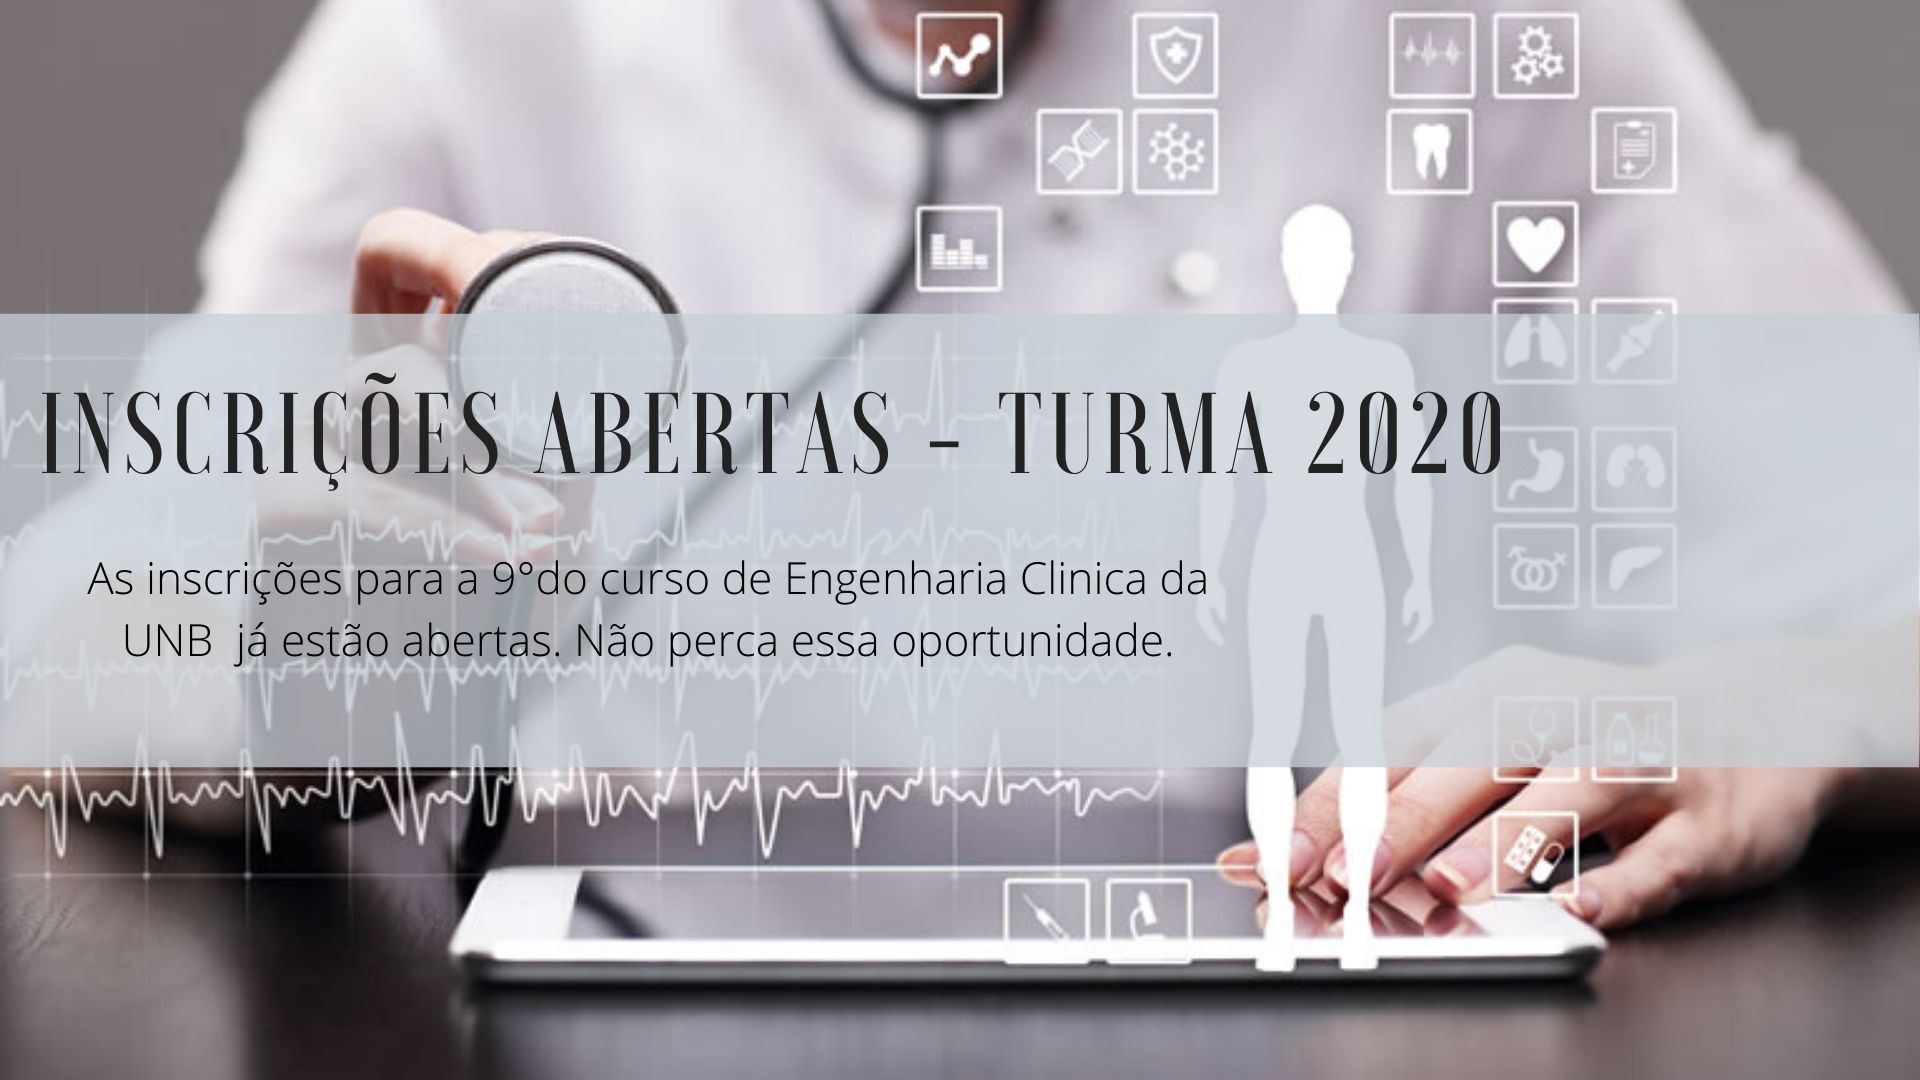 INSCRIÇÕES ABERTAS - TURMA 2020
As inscrições para a 9°do curso de Engenharia Clinica da
UNB já estão abertas. Não perca essa oportunidade.